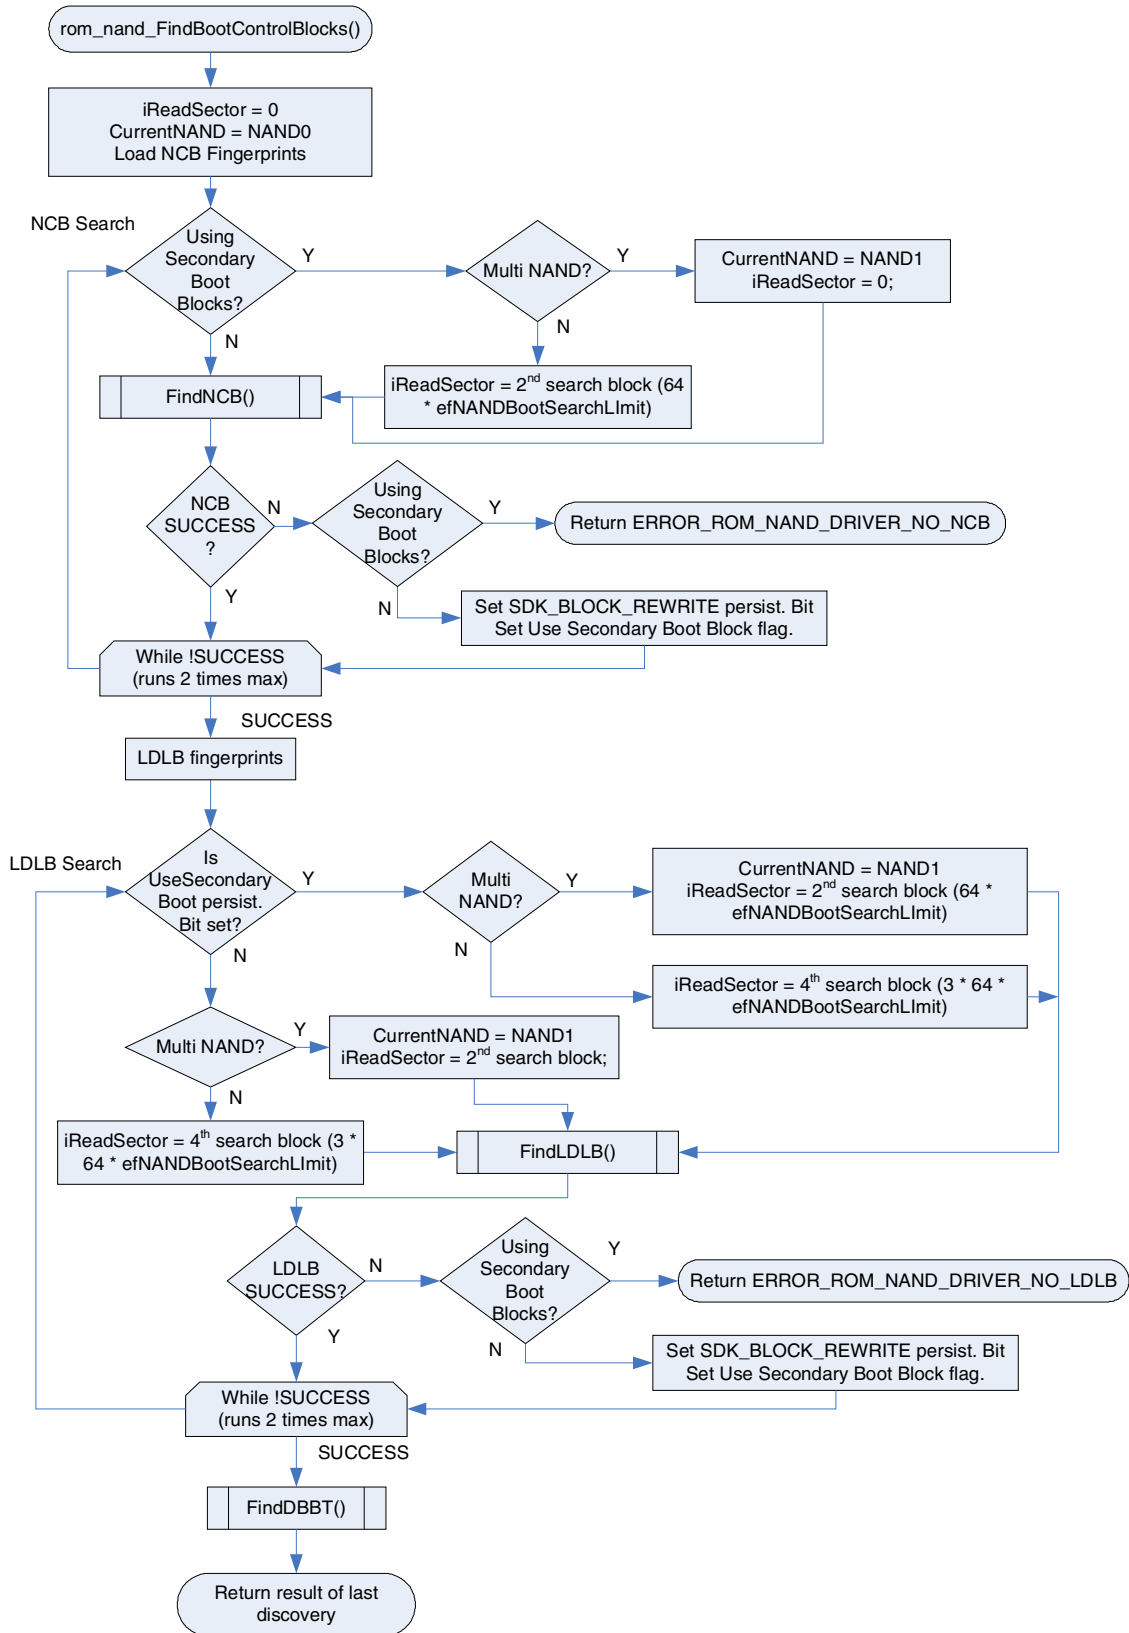 rom_nand_FindBootControlBlocks()
iReadSector = 0
CurrentNAND = NAND0
Load NCB Fingerprints
NCB Search
Using
Secondary
Boot
Blocks?
Y
Multi NAND?
Y
CurrentNAND = NAND1
iReadSector = 0;
N
N
FindNCB()
iReadSector = 2nd search block (64
* efNANDBootSearchLImit)
NCB
SUCCESS
?
N
Using
Secondary
Boot
Blocks?
Y
Return ERROR_ROM_NAND_DRIVER_NO_NCB
Y
N
Set SDK_BLOCK_REWRITE persist. Bit
Set Use Secondary Boot Block flag.
While !SUCCESS
(runs 2 times max)
SUCCESS
LDLB fingerprints
LDLB Search
Is
UseSecondary
Boot persist.
Bit set?
Y
Multi
NAND?
Y
CurrentNAND = NAND1
iReadSector = 2nd search block (64 *
efNANDBootSearchLImit)
N
N
iReadSector = 4th search block (3 * 64 *
efNANDBootSearchLImit)
Multi NAND?
Y
CurrentNAND = NAND1
iReadSector = 2nd search block;
N
iReadSector = 4th search block (3 *
64 * efNANDBootSearchLImit)
FindLDLB()
LDLB
SUCCESS?
N
Using
Secondary
Boot
Blocks?
Y
Return ERROR_ROM_NAND_DRIVER_NO_LDLB
Y
N
Set SDK_BLOCK_REWRITE persist. Bit
Set Use Secondary Boot Block flag.
While !SUCCESS
(runs 2 times max)
SUCCESS
FindDBBT()
Return result of last
discovery